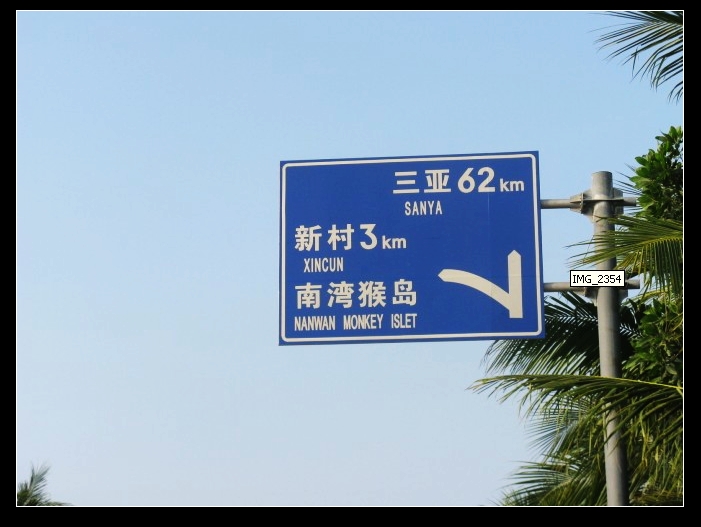 三亚 62 km
SANYA
新村 3 km
XINCUN
南湾猴岛
NANWAN MONKEY ISLET
IMG_2354